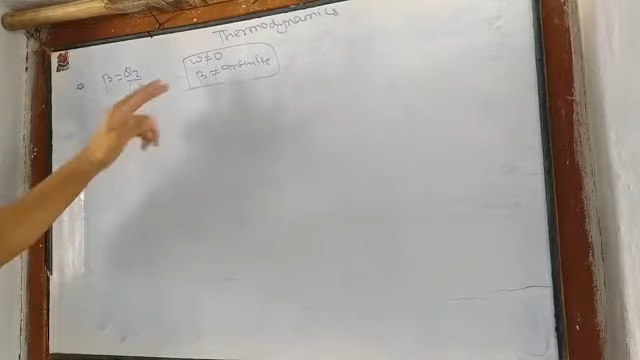 Thermodynamics
β = Q2
W ≠ 0
β ≠ infinite